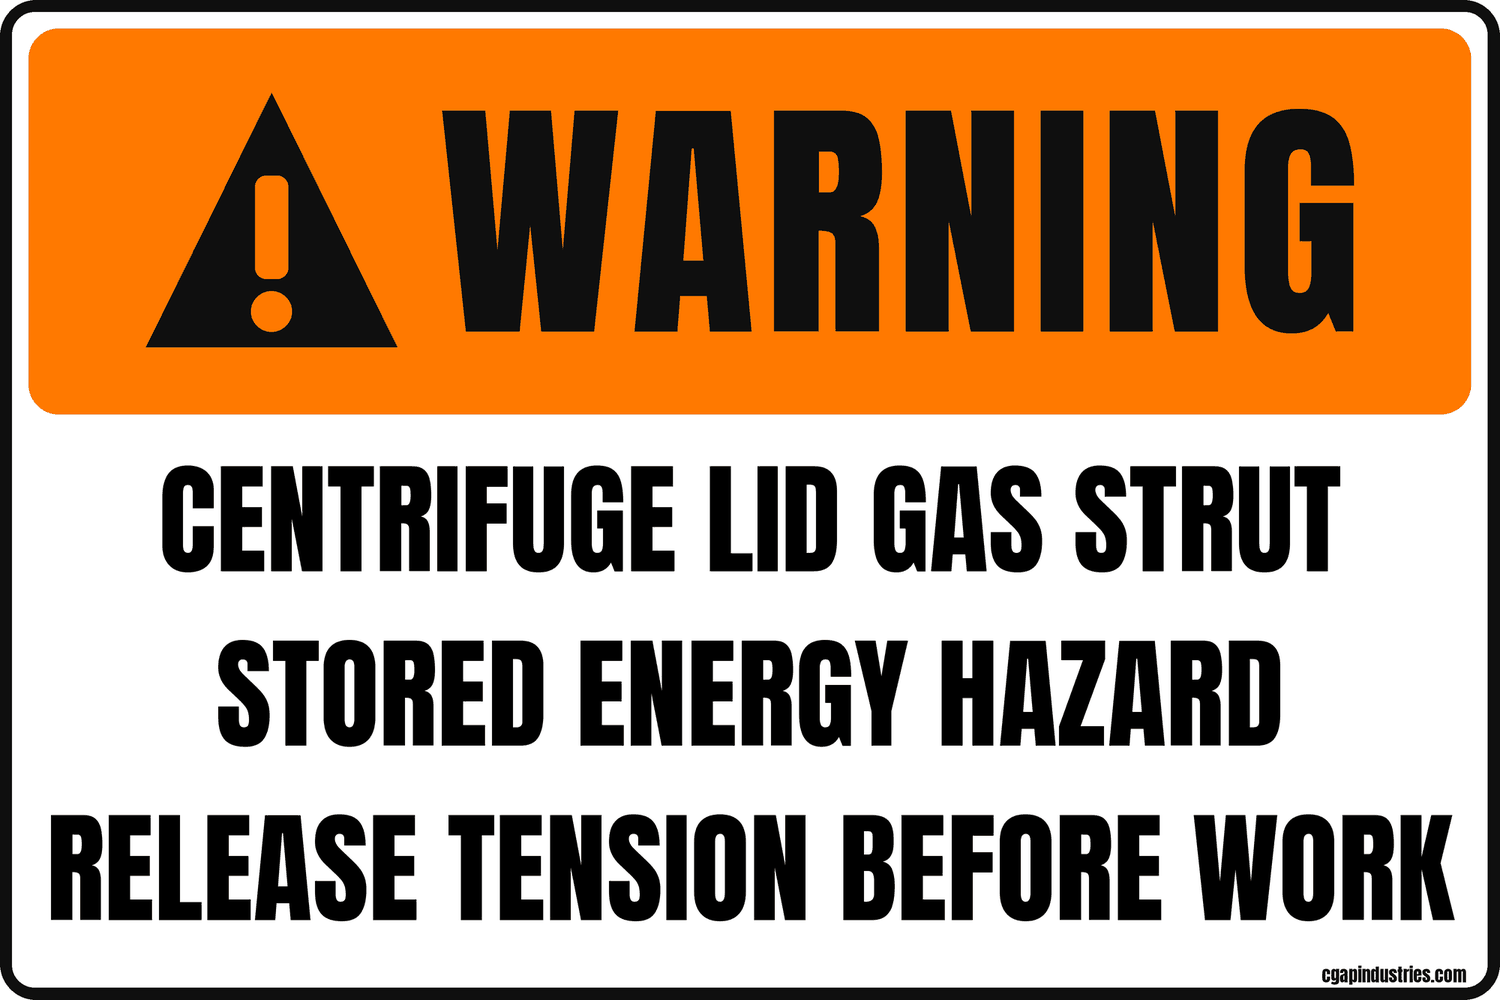 WARNING
CENTRIFUGE LID GAS STRUT
STORED ENERGY HAZARD
RELEASE TENSION BEFORE WORK
cgapindustries.com